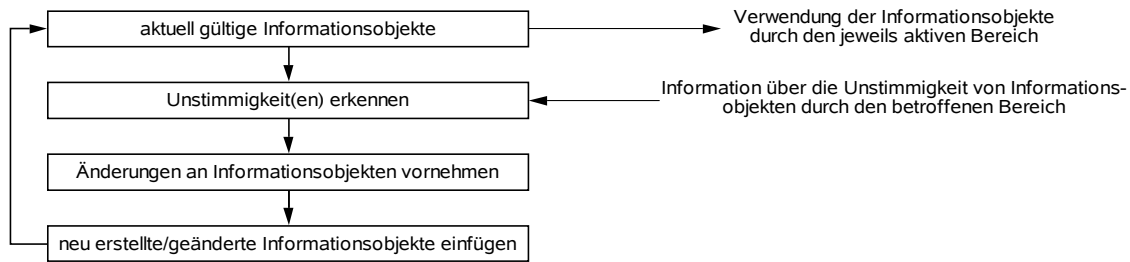 aktuell gültige Informationsobjekte
Verwendung der Informationsobjekte
durch den jeweils aktiven Bereich
Unstimmigkeit(en) erkennen
Information über die Unstimmigkeit von Informations-
objekten durch den betroffenen Bereich
Änderungen an Informationsobjekten vornehmen
neu erstellte/geänderte Informationsobjekte einfügen